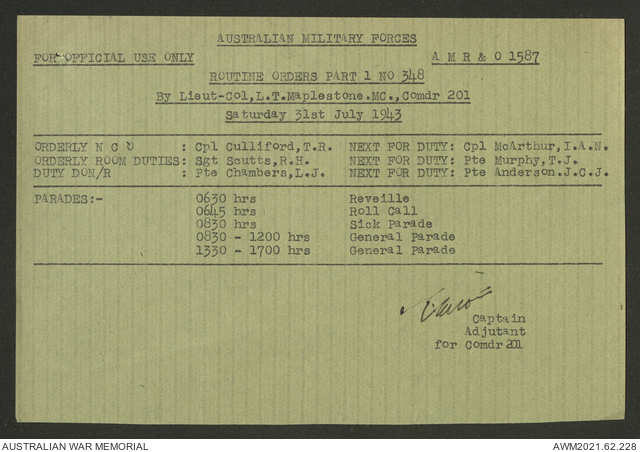 AUSTRALIAN MILITARY FORCES
FOR OFFICIAL USE ONLY A M R & O 1587
ROUTINE ORDERS PART 1 NO 348
By Lieut-Col,L.T.Maplestone.MC.,Comdr 201
Saturday 31st July 1943
ORDERLY N C O : Cpl Culliford,T.R. NEXT FOR DUTY: Cpl McArthur,I.A.N.
ORDERLY ROOM DUTIES: Sgt Scutts,R.H. NEXT FOR DUTY: Pte Murphy,T.J.
DUTY DON/R : Pte Chambers,L.J. NEXT FOR DUTY: Pte Anderson.J.C.J.
PARADES:- 0630 hrs Reveille
0645 hrs Roll Call
0830 hrs Sick Parade
0830 - 1200 hrs General Parade
1330 - 1700 hrs General Parade
Captain
Adjutant
for Comdr 201
AUSTRALIAN WAR MEMORIAL AWM2021.62.228